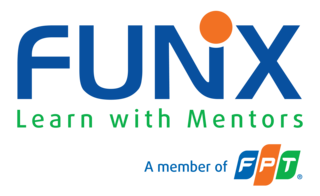 FUNiX
Learn with Mentors
A member of FPT®